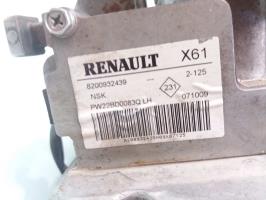 RENAULT X61
8200932439 2-125
NSK 231 071009
PW22BD0083Q LH